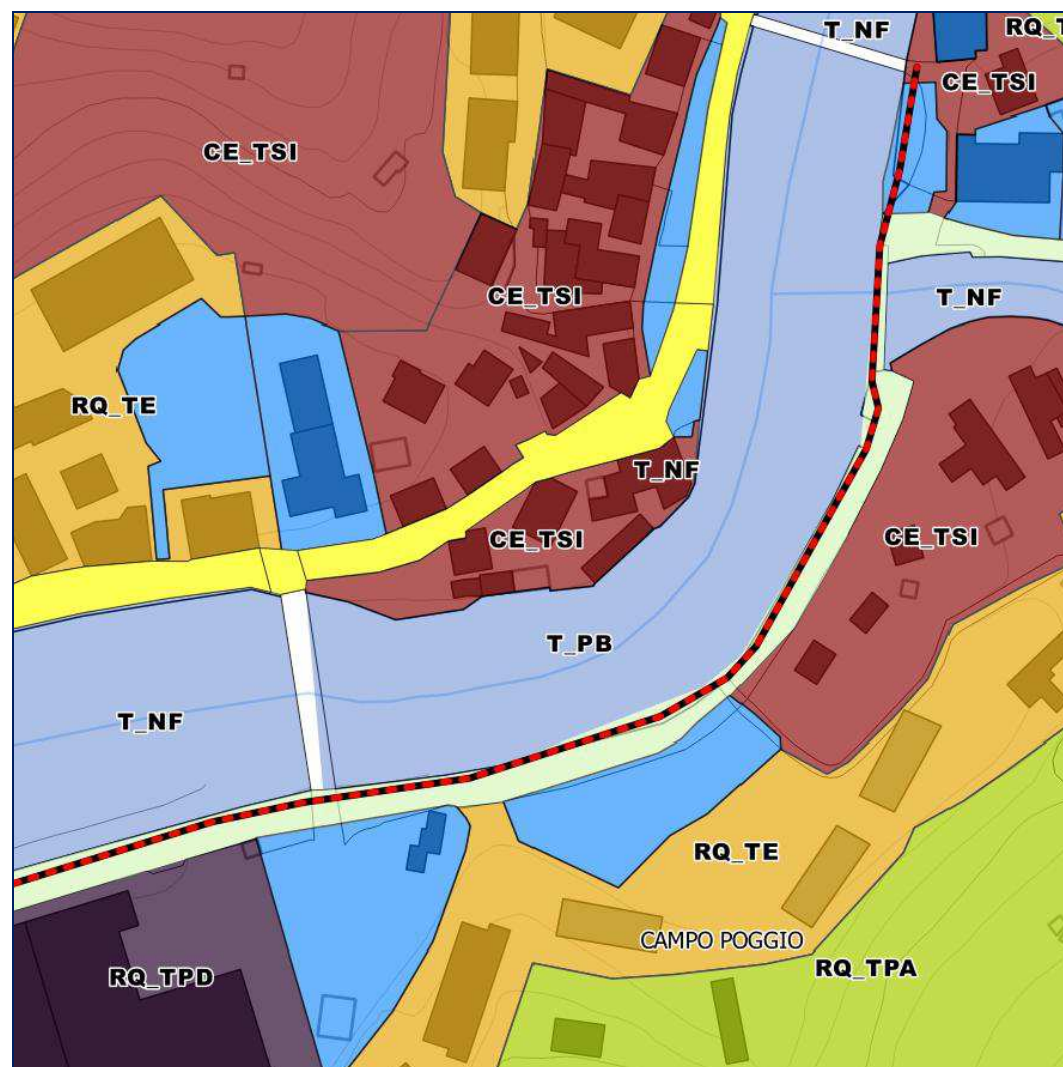 T_NF
RQ_T
CE_TSI
CE_TSI
CE_TSI
T_NF
RQ_TE
T_NF
CE_TSI
CE_TSI
T_PB
T_NF
RQ_TE
CAMPO POGGIO
RQ_TPA
RQ_TPD